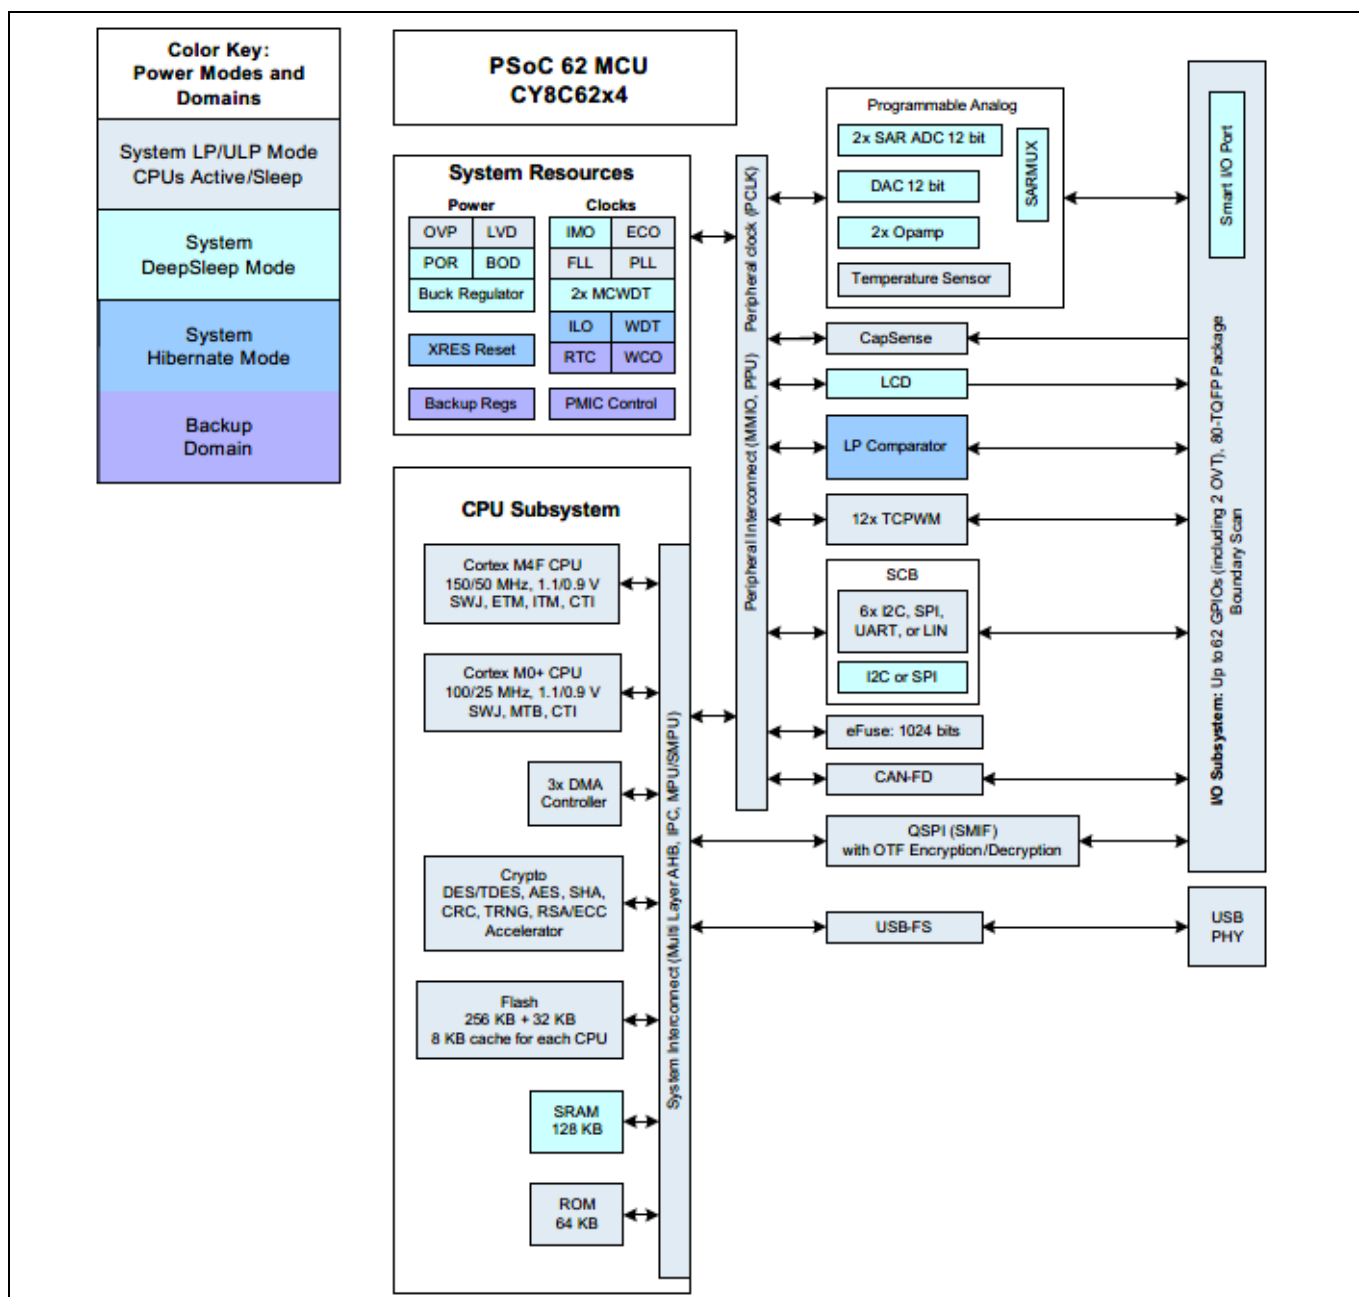 Color Key:
Power Modes and
Domains
System LP/ULP Mode
CPUs Active/Sleep
System
DeepSleep Mode
System
Hibernate Mode
Backup
Domain
PSoC 62 MCU
CY8C62x4
System Resources
Power
Clocks
OVP
LVD
IMO
ECO
POR
BOD
FLL
PLL
Buck Regulator
2x MCWDT
ILO
WDT
XRES Reset
RTC
WCO
Backup Regs
PMIC Control
CPU Subsystem
Cortex M4F CPU
150/50 MHz, 1.1/0.9 V
SWJ, ETM, ITM, CTI
Cortex M0+ CPU
100/25 MHz, 1.1/0.9 V
SWJ, MTB, CTI
3x DMA
Controller
Crypto
DES/TDES, AES, SHA,
CRC, TRNG, RSA/ECC
Accelerator
Flash
256 KB + 32 KB
8 KB cache for each CPU
SRAM
128 KB
ROM
64 KB
System Interconnect (Multi Layer AHB, IPC, MPU/SMPU)
Peripheral Interconnect (MMIO, PPU)
Peripheral clock (PCLK)
Programmable Analog
2x SAR ADC 12 bit
DAC 12 bit
2x Opamp
Temperature Sensor
SARMUX
CapSense
LCD
LP Comparator
12x TCPWM
SCB
6x I2C, SPI,
UART, or LIN
I2C or SPI
eFuse: 1024 bits
CAN-FD
QSPI (SMIF)
with OTF Encryption/Decryption
USB-FS
Smart I/O Port
I/O Subsystem: Up to 62 GPIOs (including 2 OVT), 80-TQFP Package
Boundary Scan
USB
PHY